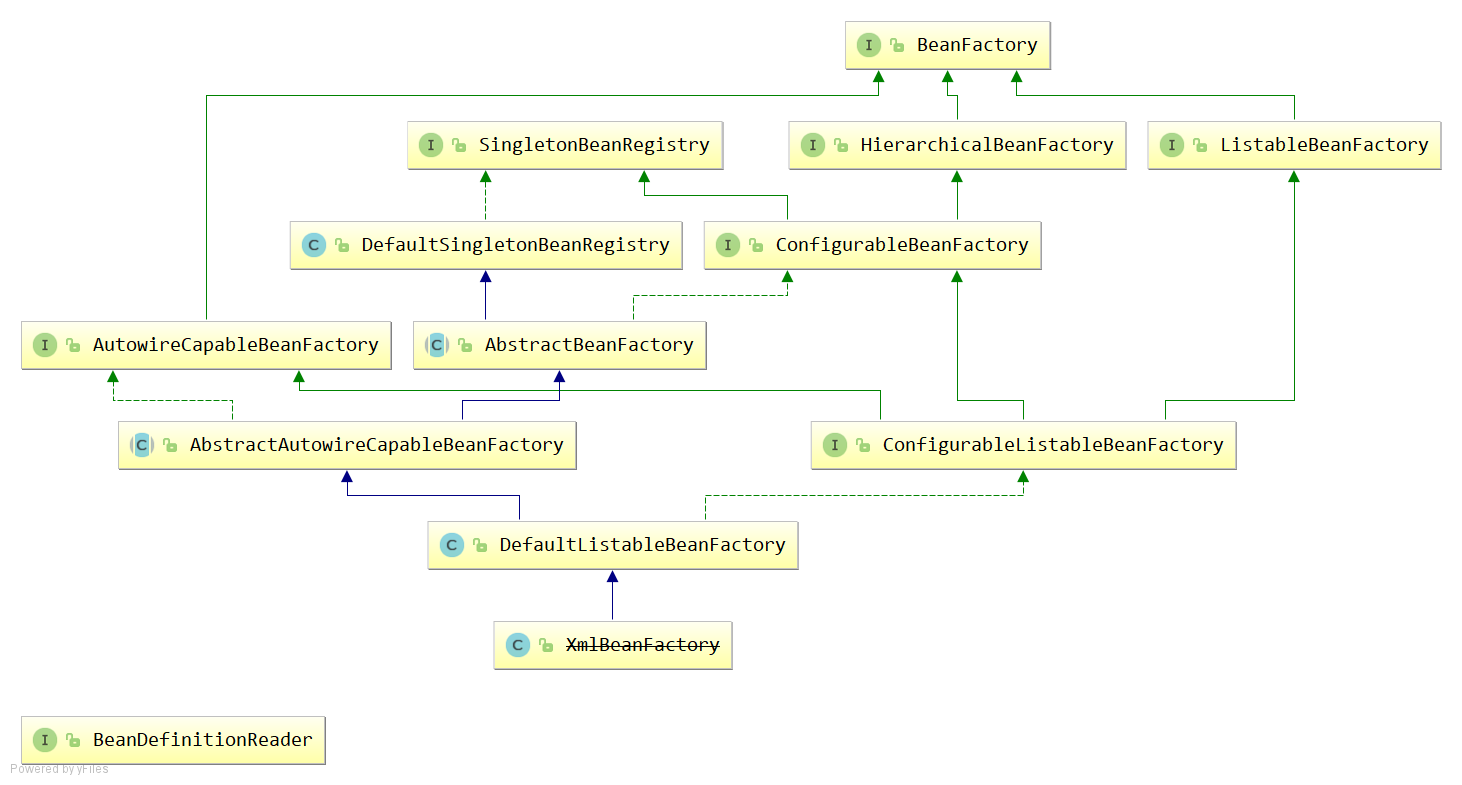 I BeanFactory
I SingletonBeanRegistry
I HierarchicalBeanFactory
I ListableBeanFactory
C DefaultSingletonBeanRegistry
I ConfigurableBeanFactory
I AutowireCapableBeanFactory
C AbstractBeanFactory
C AbstractAutowireCapableBeanFactory
I ConfigurableListableBeanFactory
C DefaultListableBeanFactory
C XmlBeanFactory
I BeanDefinitionReader
Powered by yFiles